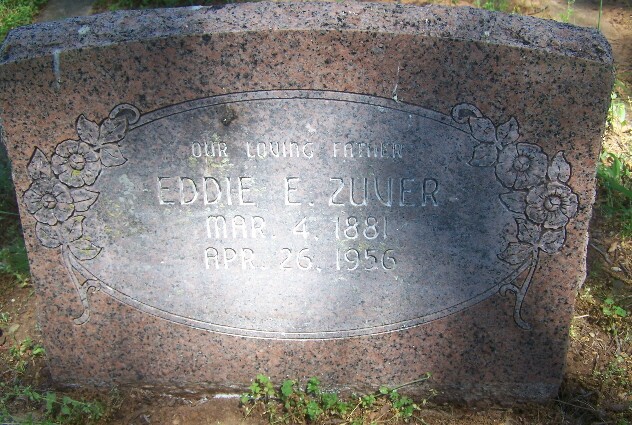 OUR LOVING FATHER
EDDIE E. ZUVER
MAR. 4, 1881
APR. 26, 1956